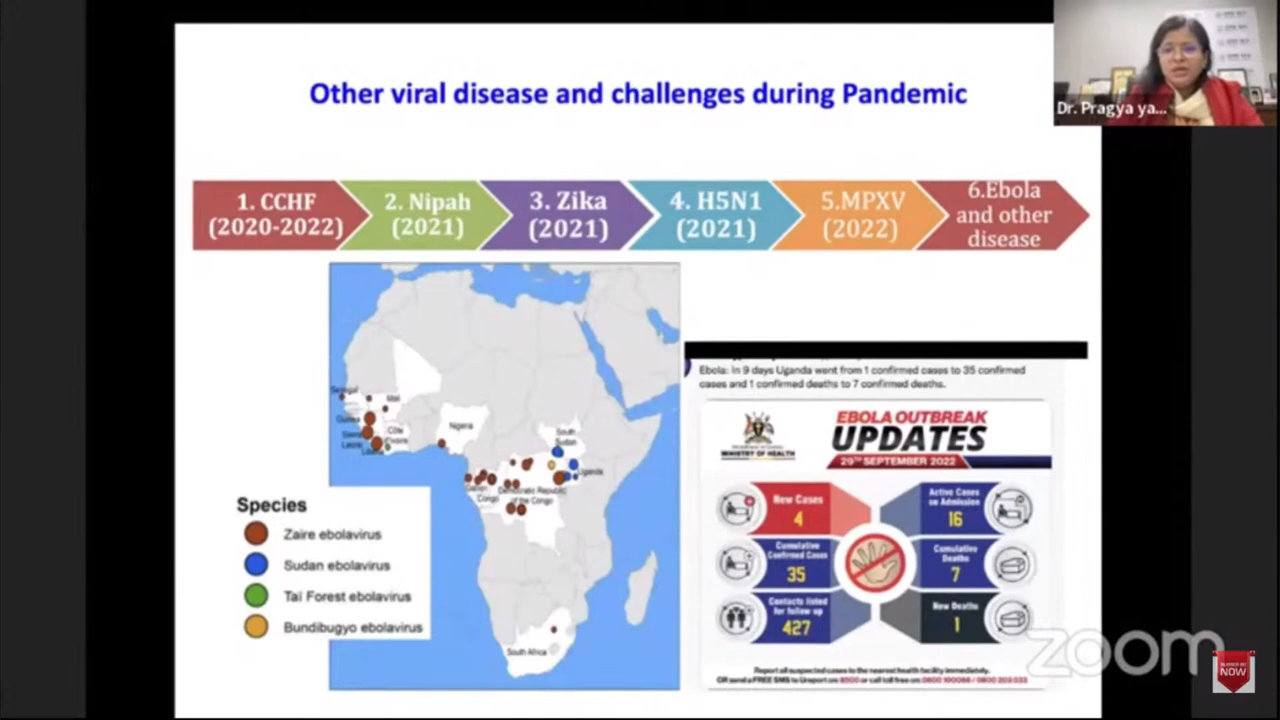 Other viral disease and challenges during Pandemic
Dr. Pragya ya...
1. CCHF
(2020-2022)
2. Nipah
(2021)
3. Zika
(2021)
4. H5N1
(2021)
5.MPXV
(2022)
6.Ebola
and other
disease
Senegal
Mali
Guinea
Sierra
Leone
Liberia
Côte
d'Ivoire
Nigeria
South
Sudan
Uganda
Gabon
Congo
Democratic Republic
of the Congo
South Africa
Species
Zaire ebolavirus
Sudan ebolavirus
Taï Forest ebolavirus
Bundibugyo ebolavirus
Ebola: In 9 days Uganda went from 1 confirmed cases to 35 confirmed
cases and 1 confirmed deaths to 7 confirmed deaths.
MINISTRY OF HEALTH
EBOLA OUTBREAK
UPDATES
29TH SEPTEMBER 2022
New Cases
4
Active Cases
on Admission
16
Cumulative
Confirmed Cases
35
Cumulative
Deaths
7
Contacts listed
for follow up
427
New Deaths
1
Report all suspected cases to the nearest health facility immediately.
OR send a FREE SMS to Ureport on: 8500 or call toll free on: 0800 100066 / 0800 203 033
zoom
NOW